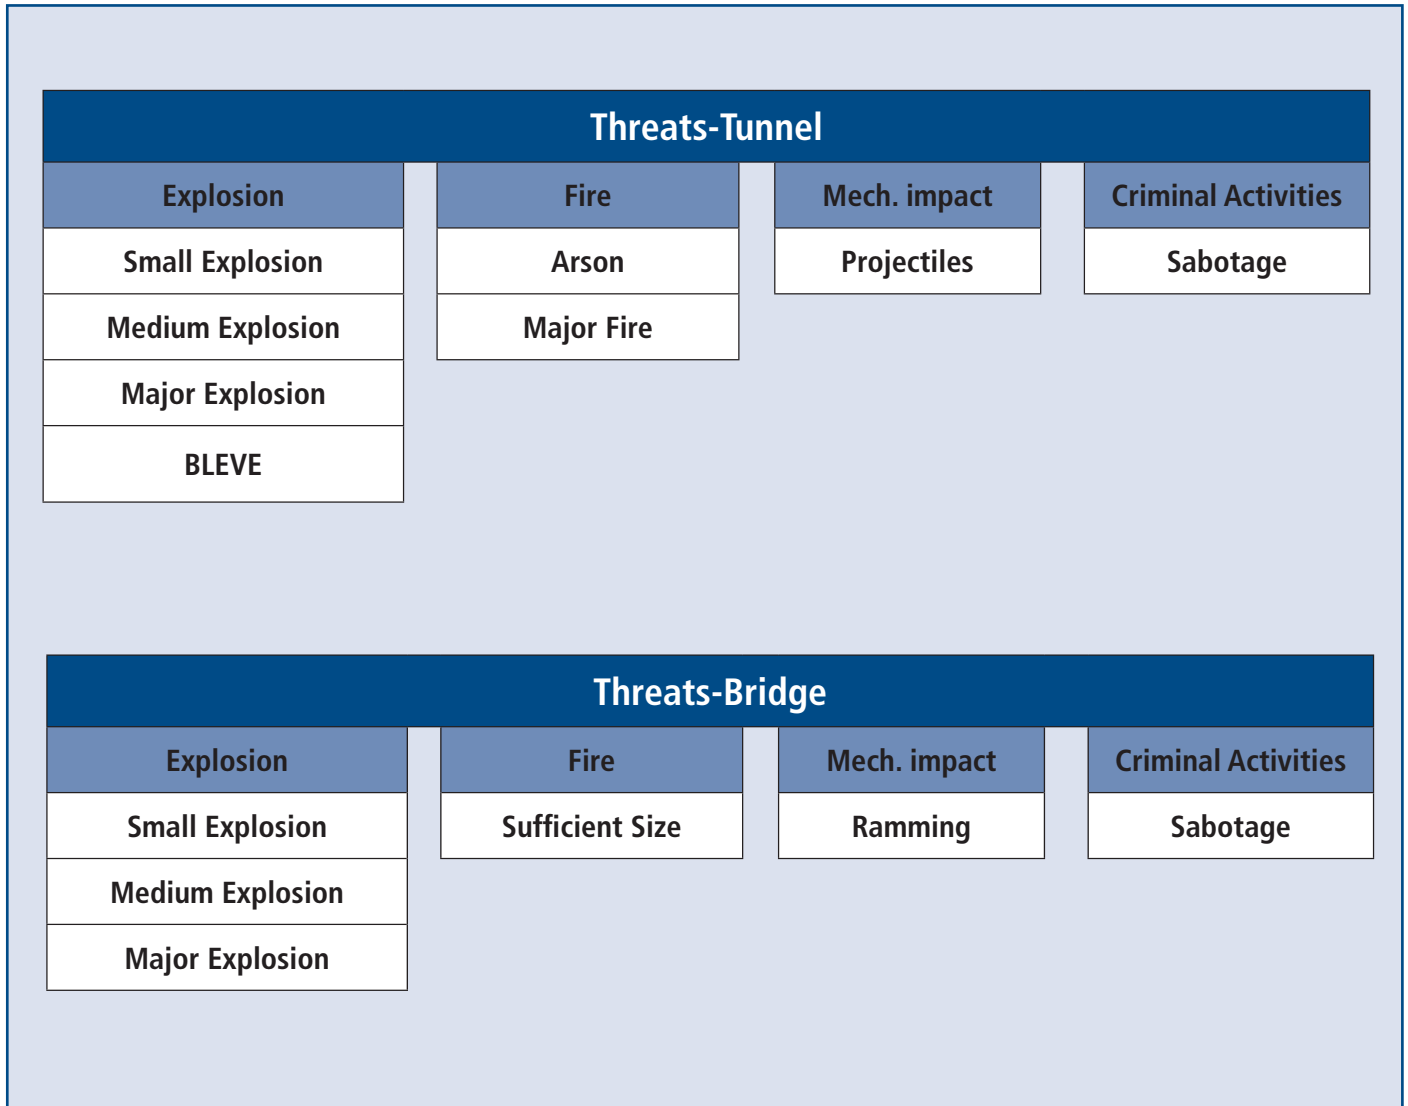 Threats-Tunnel
Explosion
Fire
Mech. impact
Criminal Activities
Small Explosion
Arson
Projectiles
Sabotage
Medium Explosion
Major Fire
Major Explosion
BLEVE
Threats-Bridge
Explosion
Fire
Mech. impact
Criminal Activities
Small Explosion
Sufficient Size
Ramming
Sabotage
Medium Explosion
Major Explosion